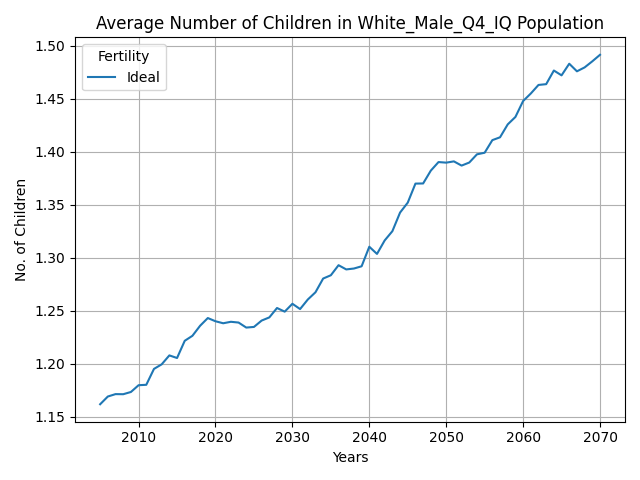 Average Number of Children in White_Male_Q4_IQ Population
Fertility
Ideal
No. of Children
1.50
1.45
1.40
1.35
1.30
1.25
1.20
1.15
2010 2020 2030 2040 2050 2060 2070
Years